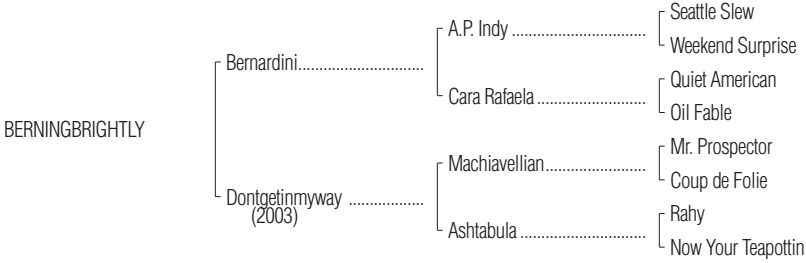 Seattle Slew
A.P. Indy ................................
Weekend Surprise
Bernardini..............................
Quiet American
Cara Rafaela ..........................
Oil Fable
BERNINGBRIGHTLY
Mr. Prospector
Machiavellian........................
Coup de Folie
Dontgetinmyway ..................
(2003)
Rahy
Ashtabula ..............................
Now Your Teapottin